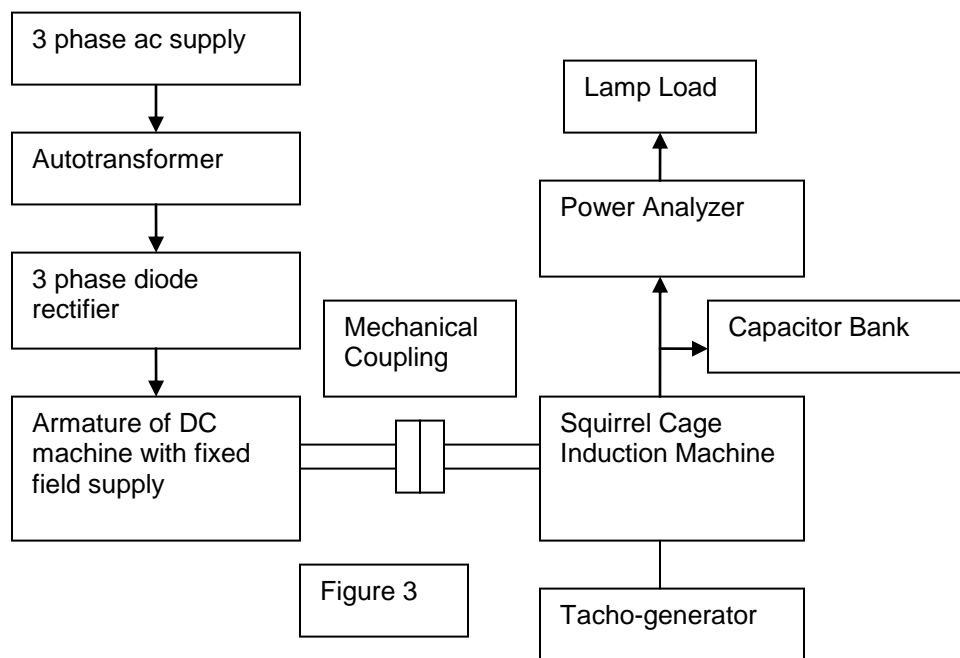 3 phase ac supply
Autotransformer
3 phase diode
rectifier
Armature of DC
machine with fixed
field supply
Mechanical
Coupling
Lamp Load
Power Analyzer
Capacitor Bank
Squirrel Cage
Induction Machine
Tacho-generator
Figure 3